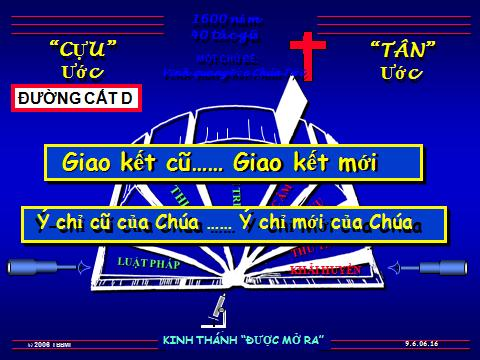 1600 năm
40 tác giả
MỘT CHỦ ĐỀ:
“CỰU”
Ước
“TÂN”
Ước
ĐƯỜNG CẮT D
Giao kết cũ…… Giao kết mới
Ý chỉ cũ của Chúa …… Ý chỉ mới của Chúa
LUẬT PHÁP
KHẢI HUYỀN
KINH THÁNH “ĐƯỢC MỞ RA”
© 2006 TBBMI
9.6.06.16